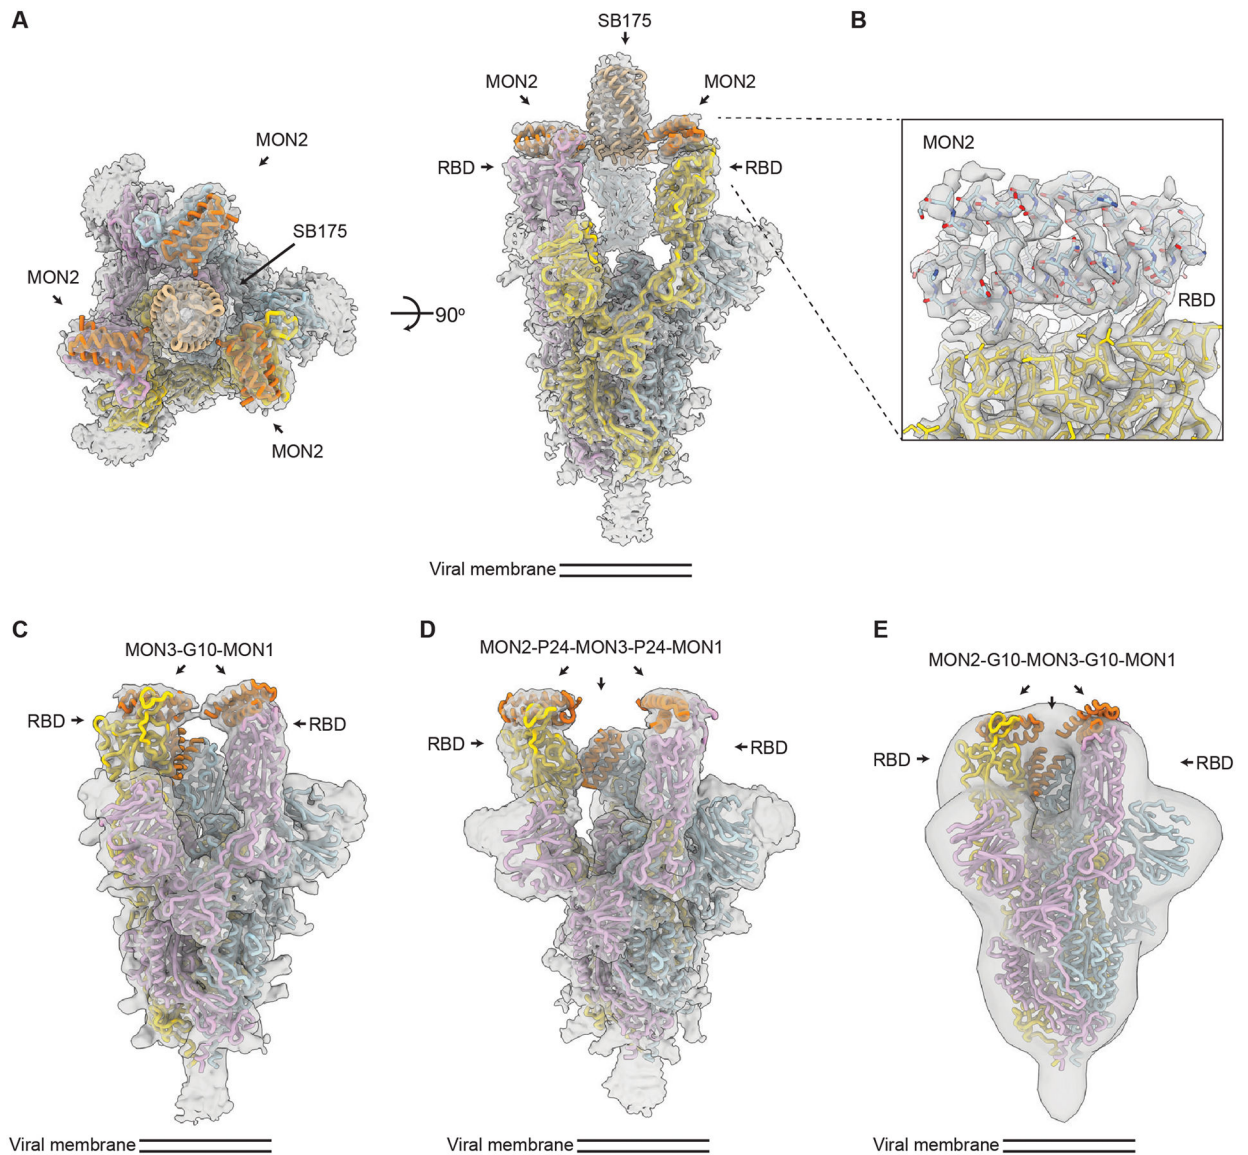 A
SB175
B
MON2
MON2
MON2
MON2
RBD
RBD
SB175
MON2
RBD
90º
MON2
Viral membrane
C
D
E
MON3-G10-MON1
MON2-P24-MON3-P24-MON1
MON2-G10-MON3-G10-MON1
RBD
RBD
RBD
RBD
RBD
RBD
Viral membrane
Viral membrane
Viral membrane